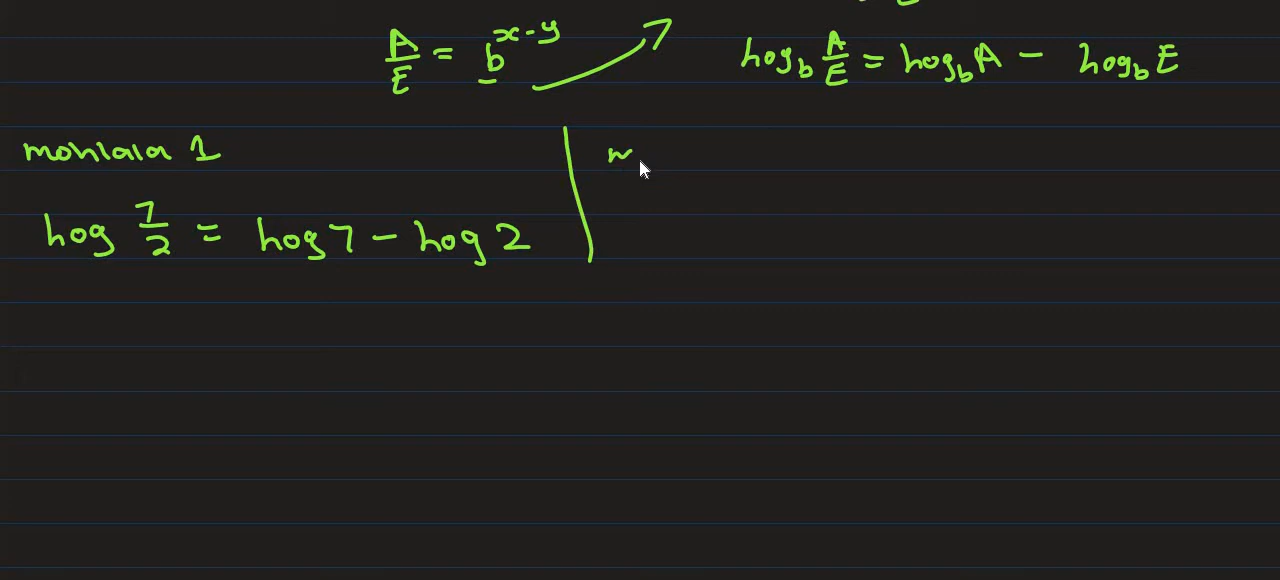 A/E = b^(x-y)
log_b A/E = log_b A - log_b E
mohlala 1
log 7/2 = log 7 - log 2
m